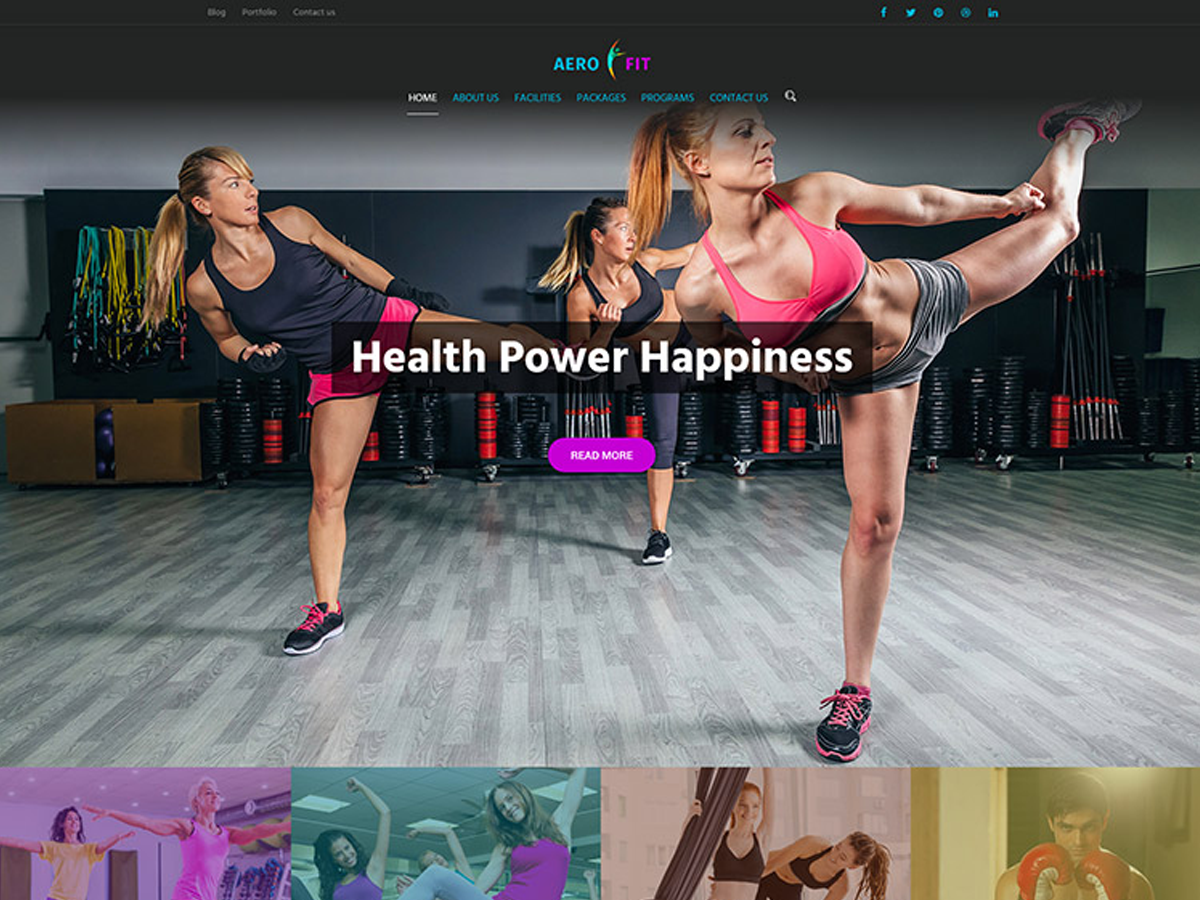 Blog Portfolio Contact us
AERO FIT
HOME ABOUT US FACILITIES PACKAGES PROGRAMS CONTACT US
Health Power Happiness
READ MORE